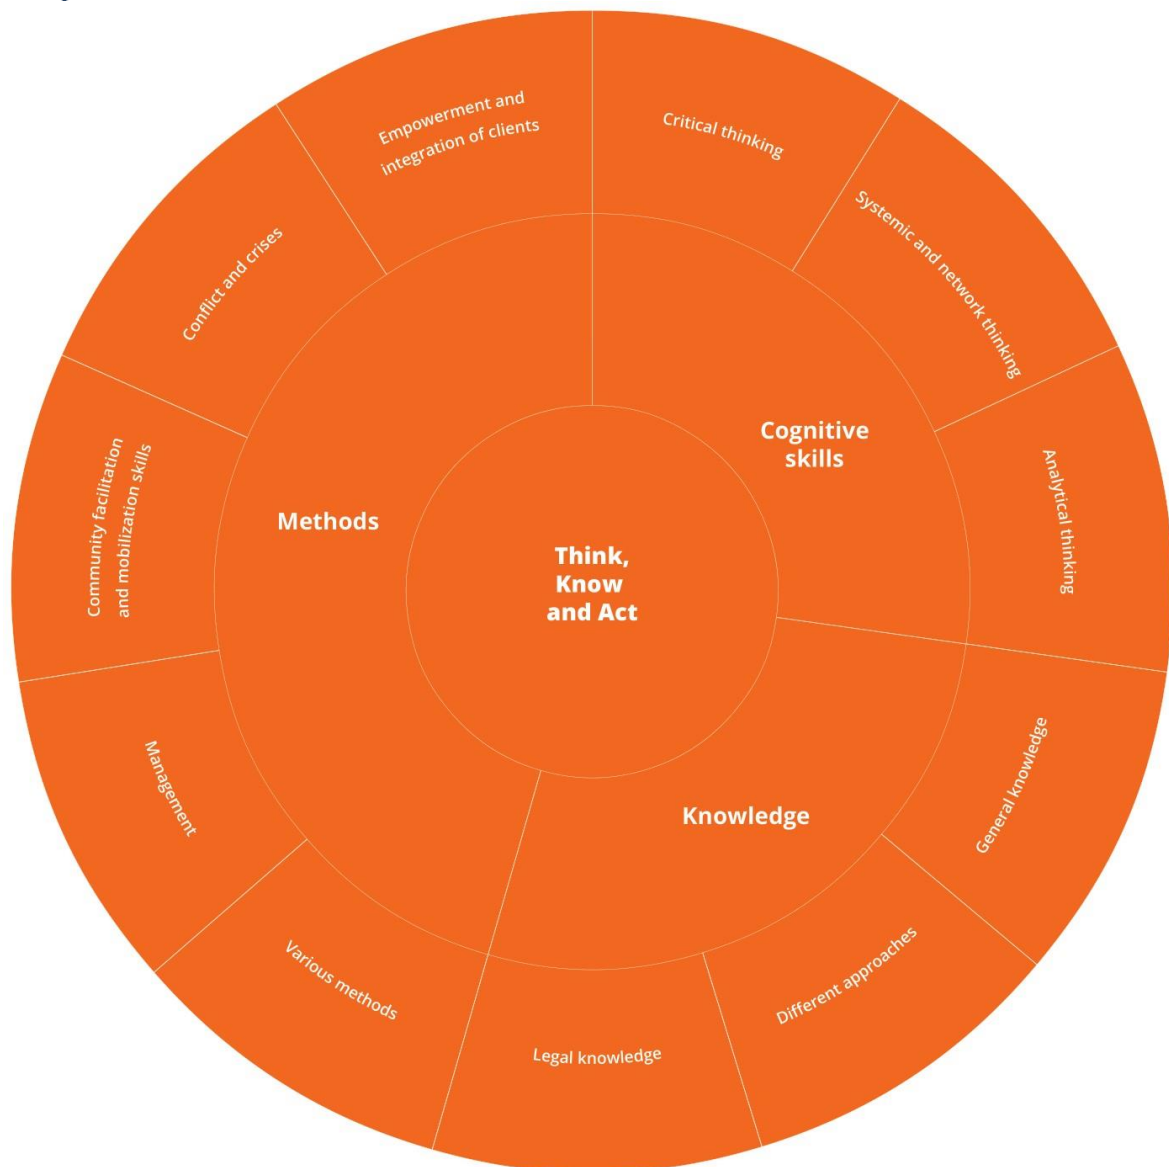 Think,
Know
and Act
Cognitive
skills
Critical thinking
Systemic and network thinking
Analytical thinking
Knowledge
General knowledge
Different approaches
Legal knowledge
Methods
Various methods
Management
Community facilitation
and mobilization skills
Conflict and crises
Empowerment and
integration of clients